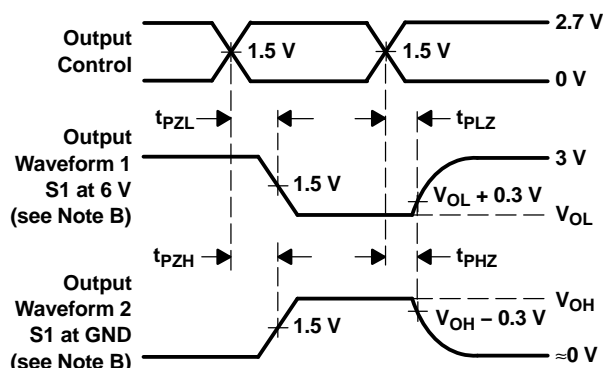 Output
Control
1.5 V
1.5 V
2.7 V
0 V
tPZL
tPLZ
Output
Waveform 1
S1 at 6 V
(see Note B)
1.5 V
3 V
VOL + 0.3 V
VOL
tPZH
tPHZ
Output
Waveform 2
S1 at GND
(see Note B)
1.5 V
VOH
VOH – 0.3 V
≈0 V